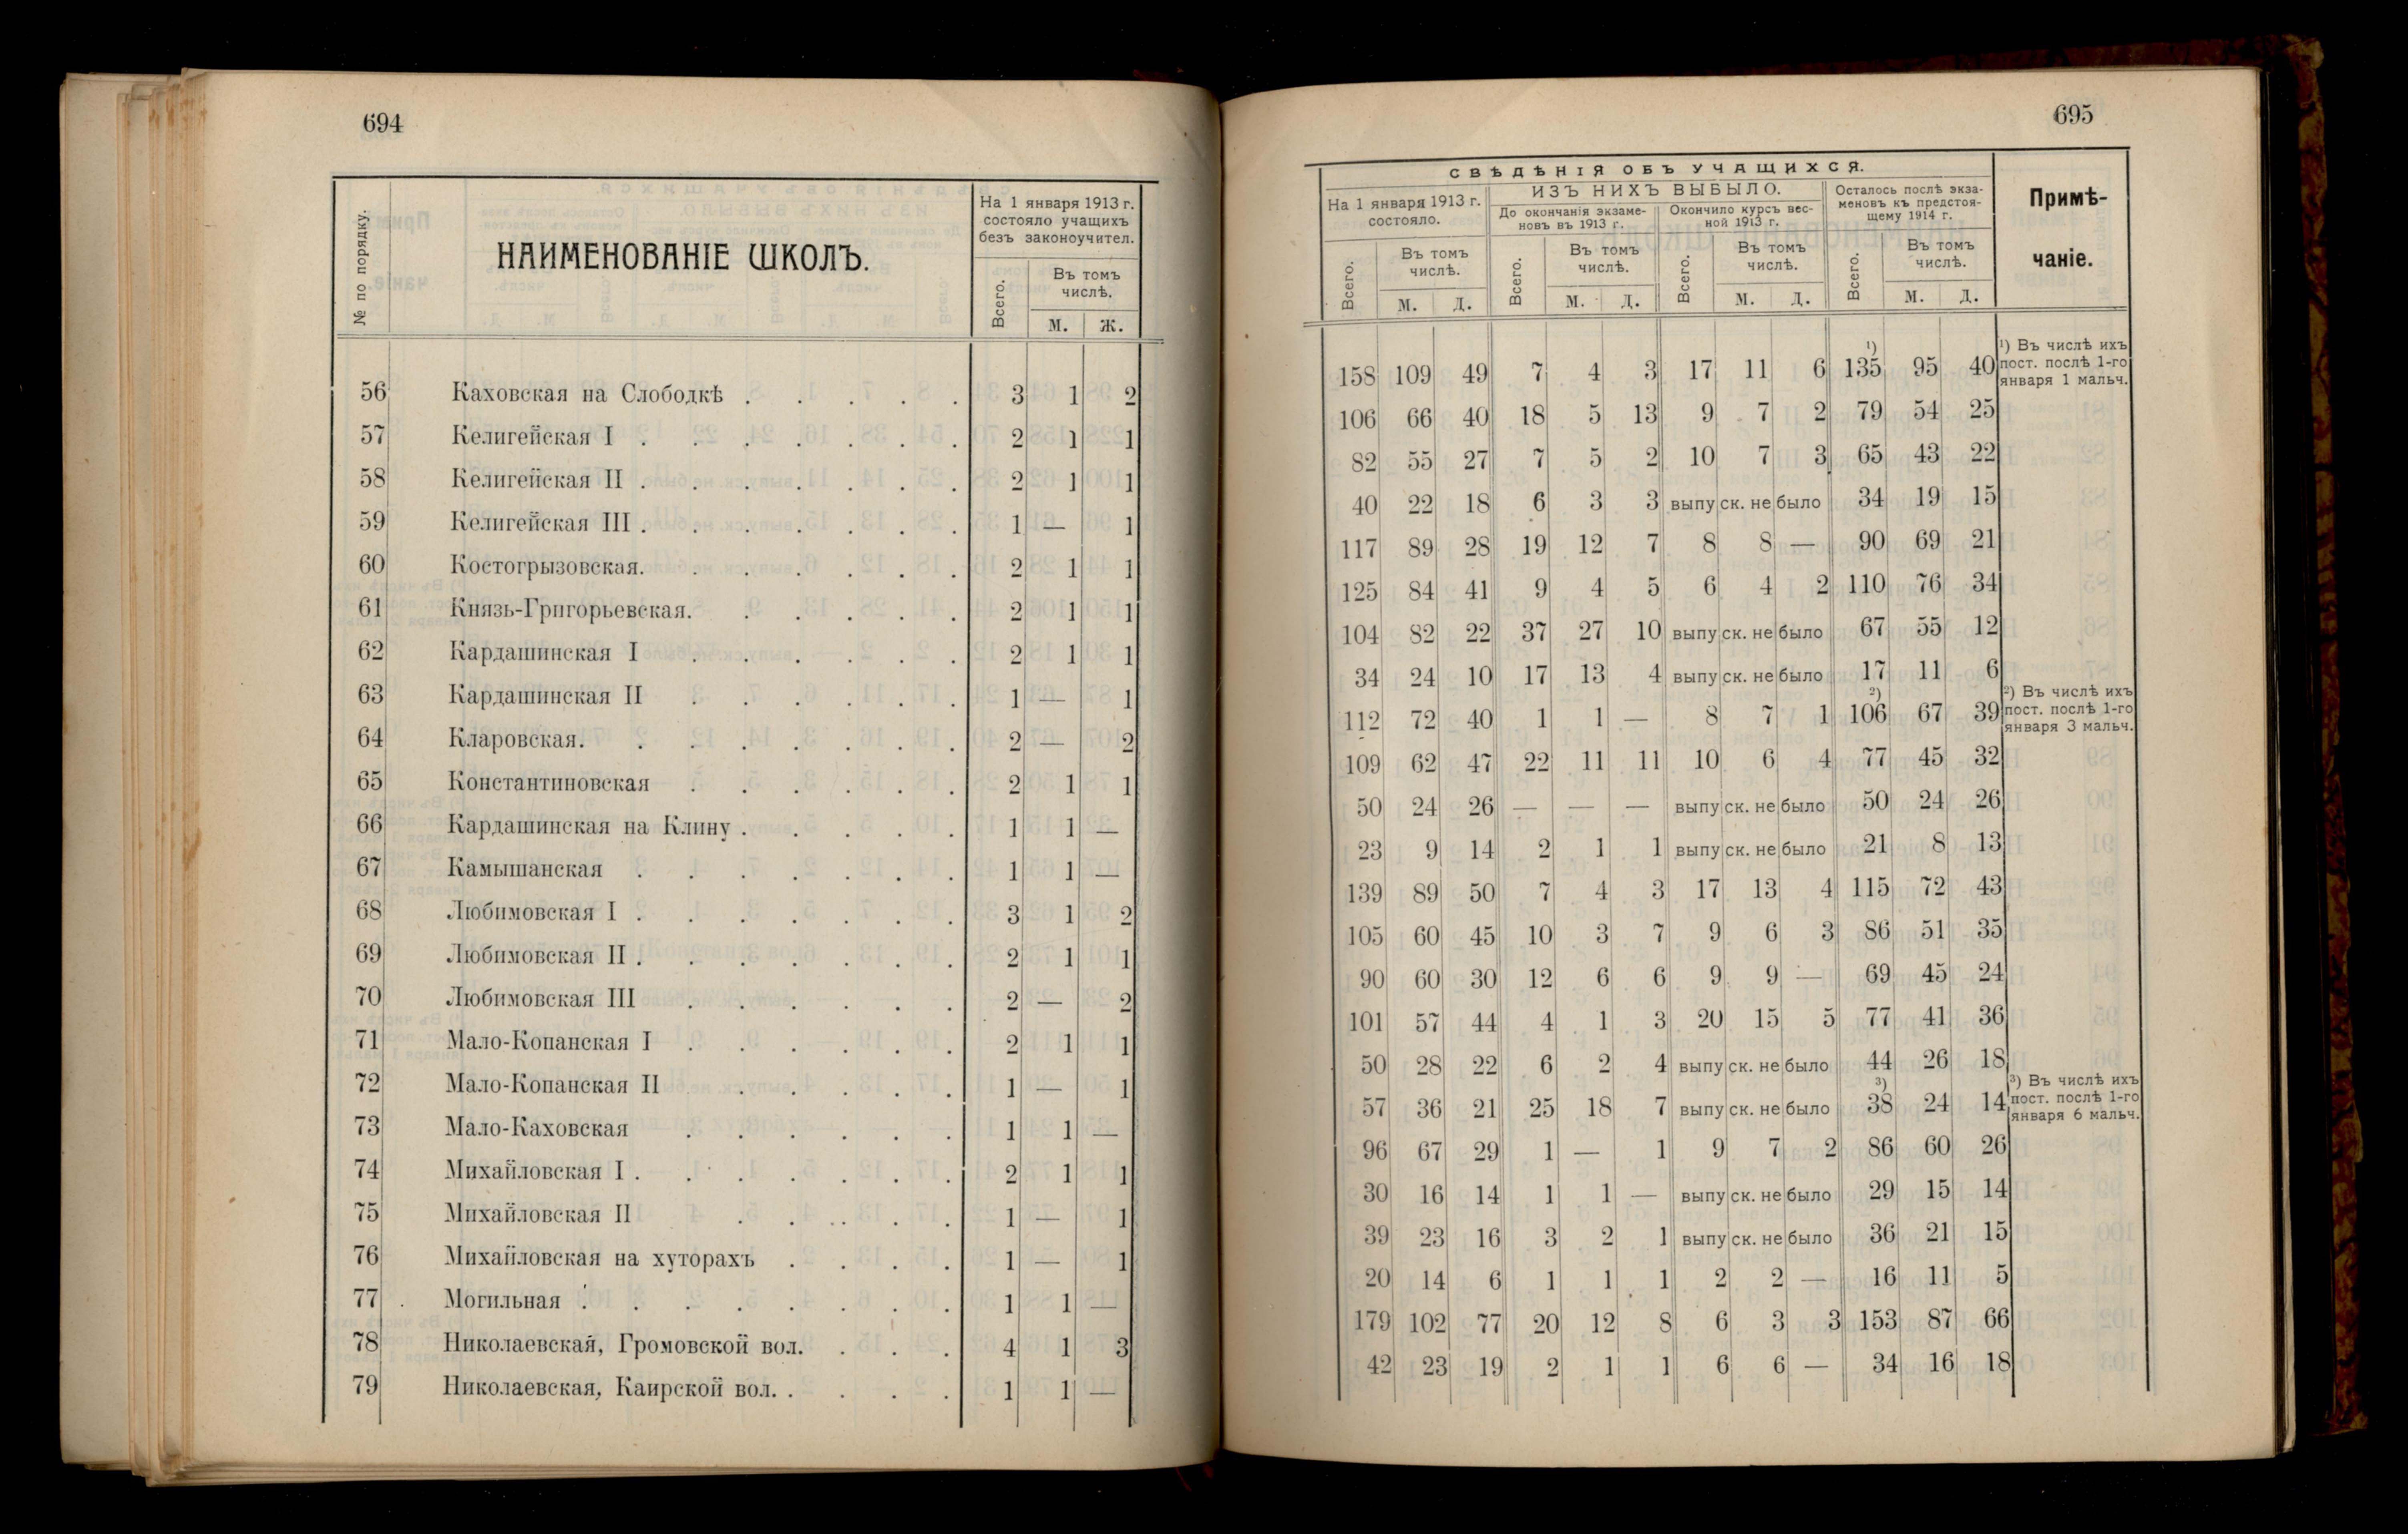 694
№ по порядку.
НАИМЕНОВАНІЕ ШКОЛЪ.
На 1 января 1913 г.
состояло учащихъ
безъ законоучител.
Всего.
Въ томъ
числѣ.
М. Ж.
56 Каховская на Слободкѣ . . . . . 3 1 2
57 Келигейская I . . . . . . . 2 1 1
58 Келигейская II . . . . . . . 2 1 1
59 Келигейская III . . . . . . . 1 — 1
60 Костогрызовская. . . . . . . 2 1 1
61 Князь-Григорьевская. . . . . . 2 1 1
62 Кардашинская I . . . . . . 2 1 1
63 Кардашинская II . . . . . . 1 — 1
64 Кларовская. . . . . . . . 2 — 2
65 Константиновская . . . . . . 2 1 1
66 Кардашинская на Клину . . . . . 1 1 —
67 Камышанская . . . . . . . 1 1 —
68 Любимовская I . . . . . . . 3 1 2
69 Любимовская II . . . . . . . 2 1 1
70 Любимовская III . . . . . . 2 — 2
71 Мало-Копанская I . . . . . . 2 1 1
72 Мало-Копанская II . . . . . 1 — 1
73 Мало-Каховская . . . . . . 1 1 —
74 Михайловская I . . . . . . . 2 1 1
75 Михайловская II . . . . . 1 — 1
76 Михайловская на хуторахъ . . . . 1 — 1
77 Могильная . . . . . . . . 1 1 —
78 Николаевская, Громовской вол. . . . 4 1 3
79 Николаевская, Каирской вол. . . . . 1 1 —
695
СВѢДѢНІЯ ОБЪ УЧАЩИХСЯ.
На 1 января 1913 г.
состояло.
ИЗЪ НИХЪ ВЫБЫЛО.
До окончанія экзаме-
новъ въ 1913 г.
Окончило курсъ вес-
ной 1913 г.
Осталось послѣ экза-
меновъ къ предстоя-
щему 1914 г.
Примѣ-
чаніе.
Всего.
Въ томъ
числѣ.
М. Д.
Всего.
Въ томъ
числѣ.
М. Д.
Всего.
Въ томъ
числѣ.
М. Д.
Всего.
Въ томъ
числѣ.
М. Д.
158 109 49 7 4 3 17 11 6 ¹) 135 95 40
¹) Въ числѣ ихъ
пост. послѣ 1-го
января 1 мальч.
106 66 40 18 5 13 9 7 2 79 54 25
82 55 27 7 5 2 10 7 3 65 43 22
40 22 18 6 3 3 выпуск. не было 34 19 15
117 89 28 19 12 7 8 8 — 90 69 21
125 84 41 9 4 5 6 4 2 110 76 34
104 82 22 37 27 10 выпуск. не было 67 55 12
34 24 10 17 13 4 выпуск. не было 17 11 6
112 72 40 1 1 — 8 7 1 ²) 106 67 39
²) Въ числѣ ихъ
пост. послѣ 1-го
января 3 мальч.
109 62 47 22 11 11 10 6 4 77 45 32
50 24 26 — — — выпуск. не было 50 24 26
23 9 14 2 1 1 выпуск. не было 21 8 13
139 89 50 7 4 3 17 13 4 115 72 43
105 60 45 10 3 7 9 6 3 86 51 35
90 60 30 12 6 6 9 9 — 69 45 24
101 57 44 4 1 3 20 15 5 77 41 36
50 28 22 6 2 4 выпуск. не было 44 26 18
57 36 21 25 18 7 выпуск. не было ³) 38 24 14
³) Въ числѣ ихъ
пост. послѣ 1-го
января 6 мальч.
96 67 29 1 — 1 9 7 2 86 60 26
30 16 14 1 1 — выпуск. не было 29 15 14
39 23 16 3 2 1 выпуск. не было 36 21 15
20 14 6 1 1 1 2 2 — 16 11 5
179 102 77 20 12 8 6 3 3 153 87 66
42 23 19 2 1 1 6 6 — 34 16 18